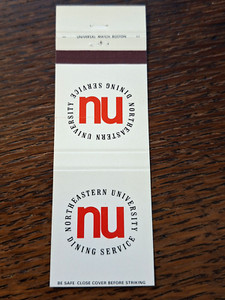 UNIVERSAL MATCH BOSTON
NORTHEASTERN UNIVERSITY
DINING SERVICE
nu
NORTHEASTERN UNIVERSITY
DINING SERVICE
nu
BE SAFE. CLOSE COVER BEFORE STRIKING